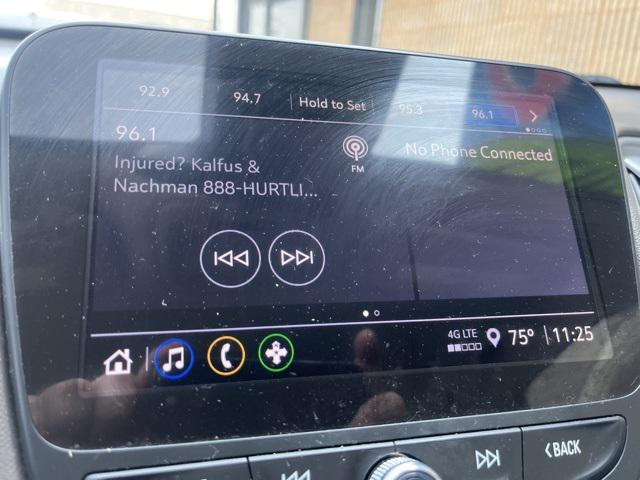 92.9 94.7 Hold to Set 95.3 96.1
96.1
FM
No Phone Connected
Injured? Kalfus &
Nachman 888-HURTLI...
4G LTE
75° 11:25
BACK